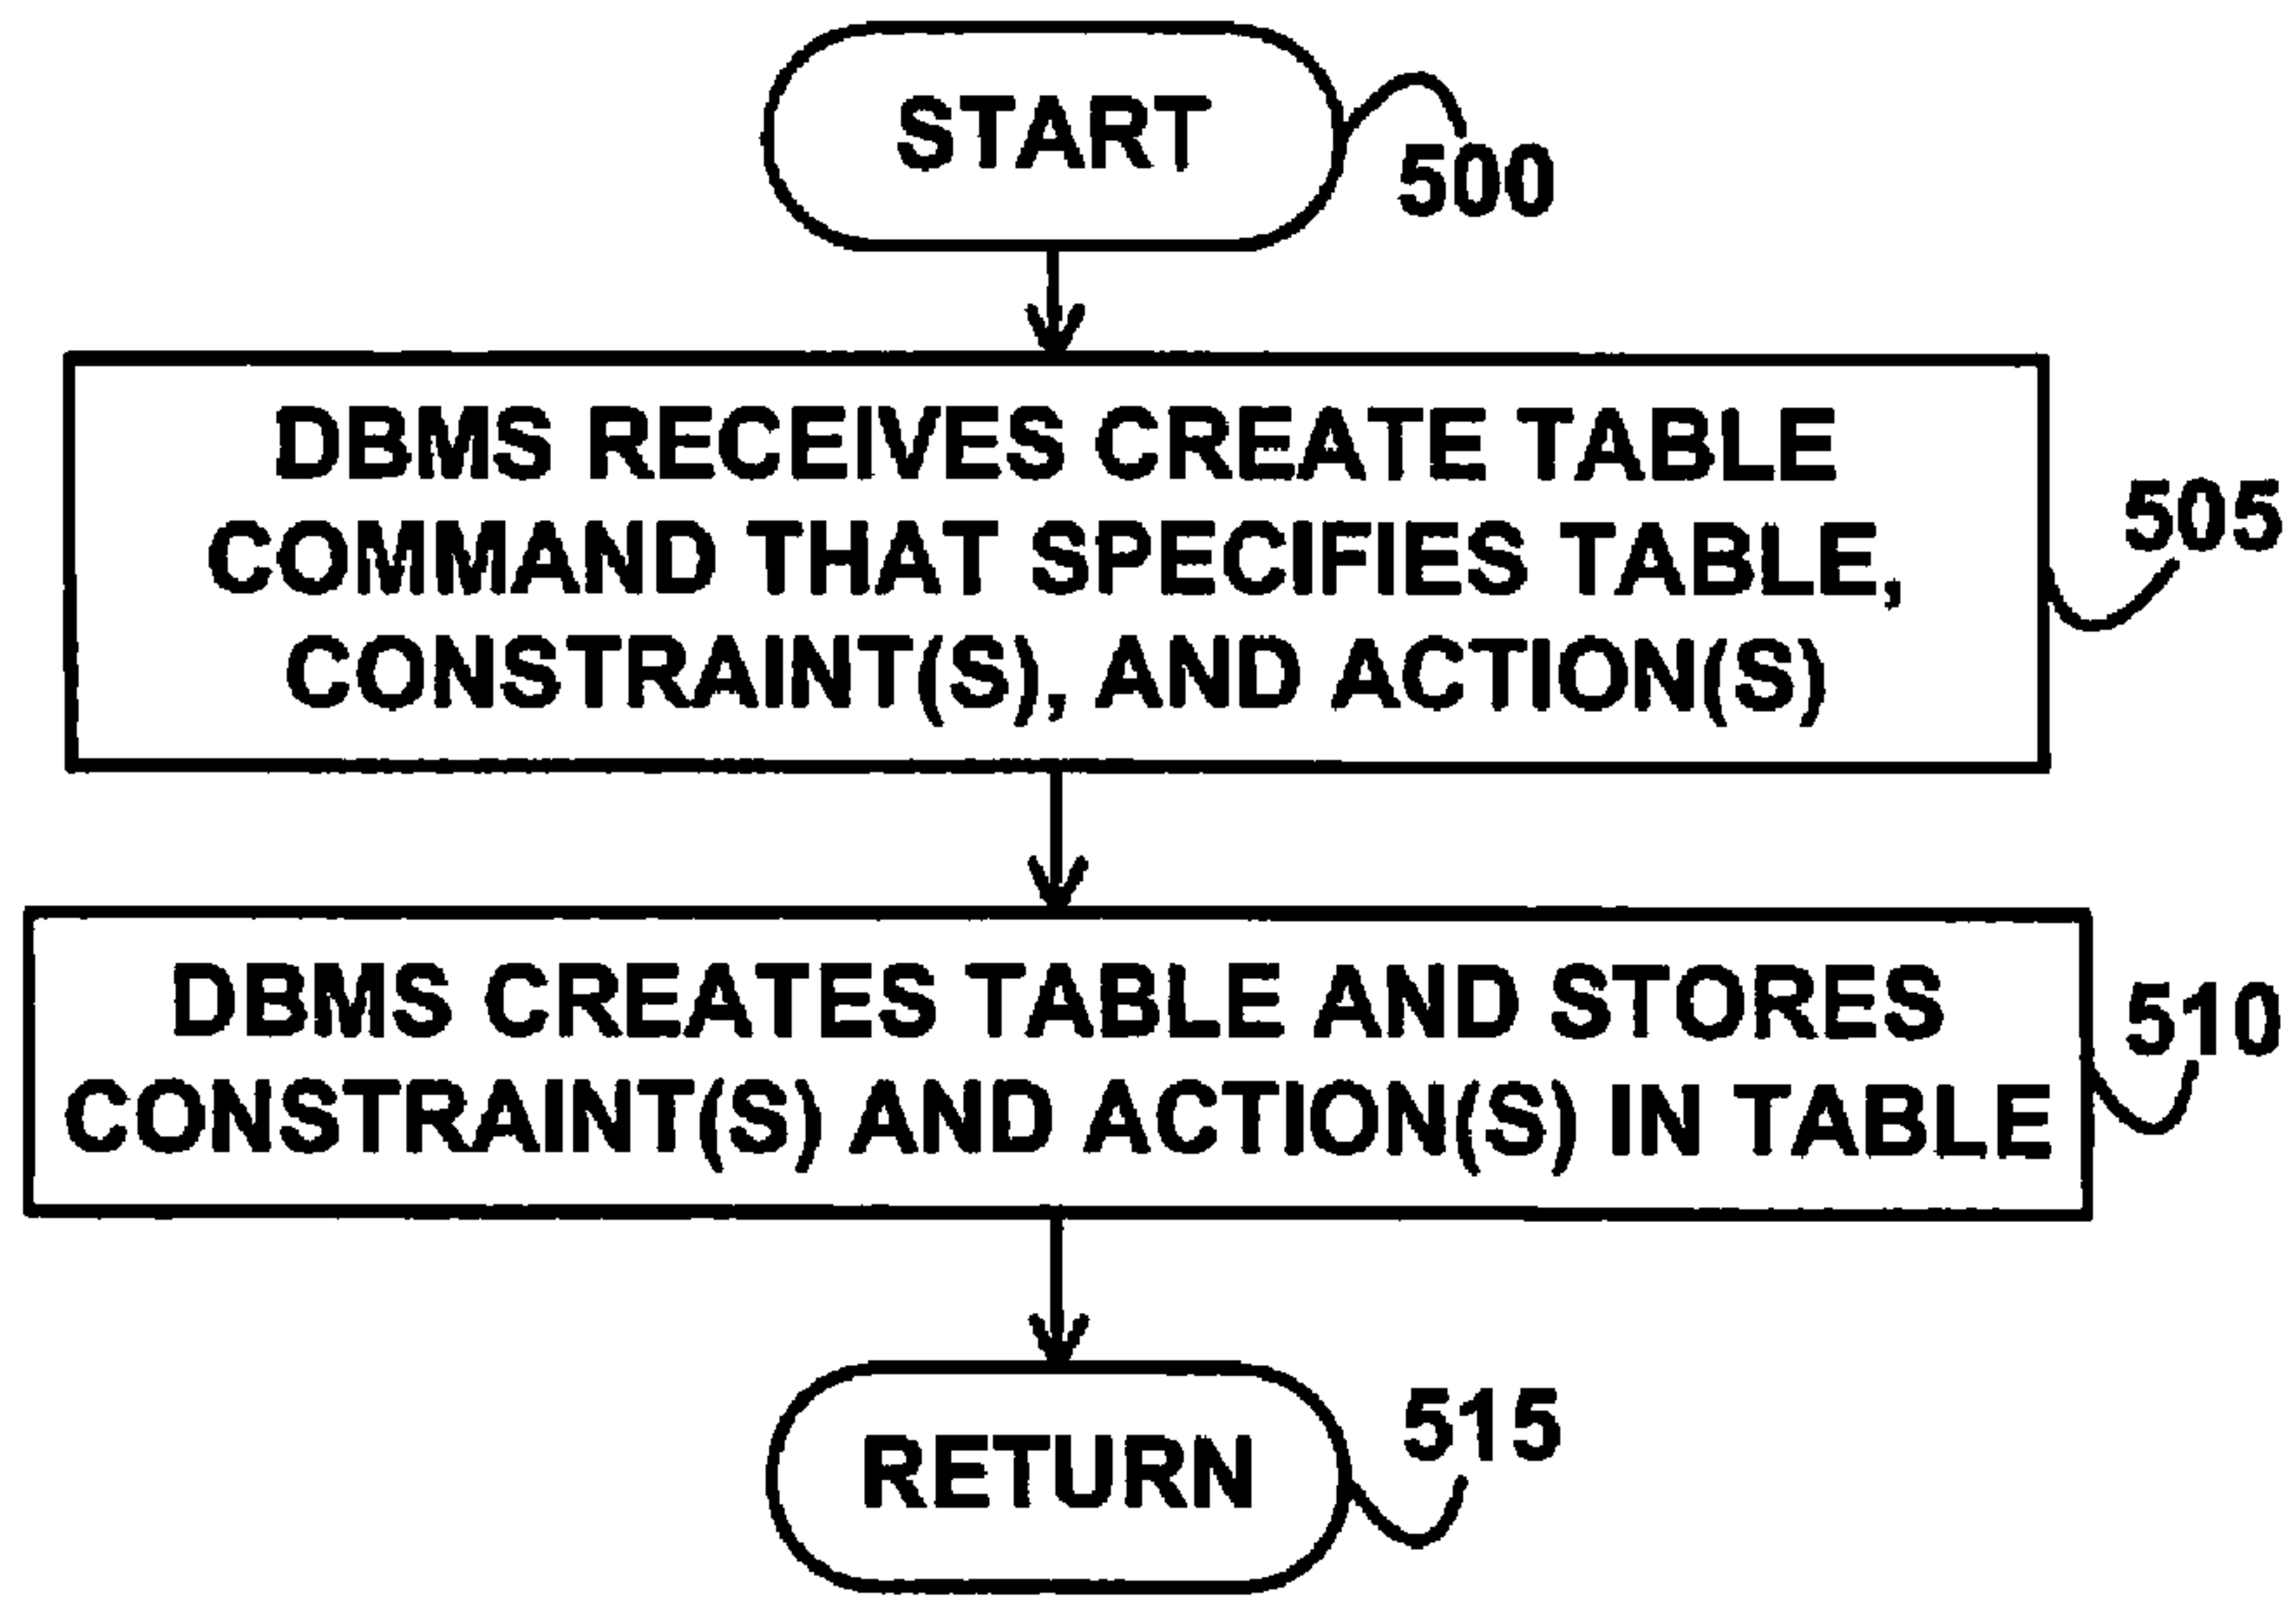 START
500
DBMS RECEIVES CREATE TABLE
COMMAND THAT SPECIFIES TABLE,
CONSTRAINT(S), AND ACTION(S)
505
DBMS CREATES TABLE AND STORES
CONSTRAINT(S) AND ACTION(S) IN TABLE
510
RETURN
515